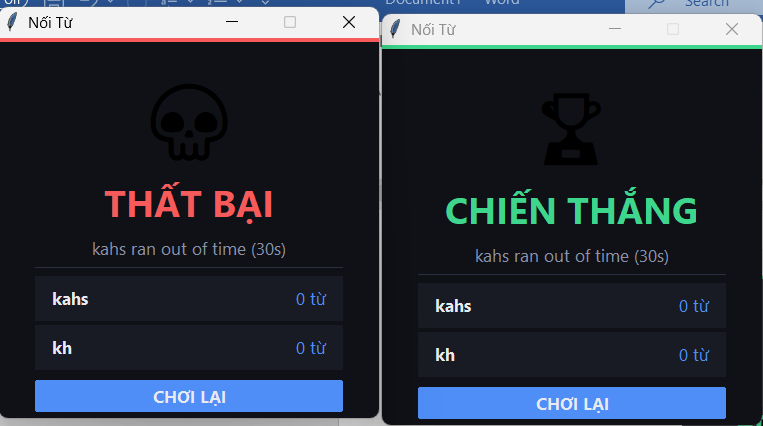 Nối Từ
THẤT BẠI
kahs ran out of time (30s)
kahs 0 từ
kh 0 từ
CHƠI LẠI
Word
Search
Nối Từ
CHIẾN THẮNG
kahs ran out of time (30s)
kahs 0 từ
kh 0 từ
CHƠI LẠI